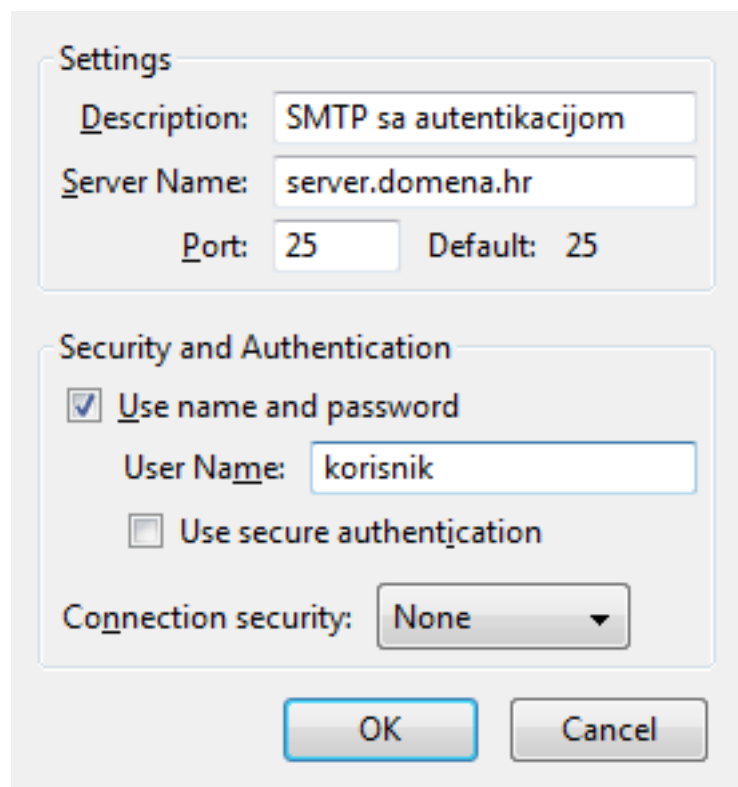 Settings
Description: SMTP sa autentikacijom
Server Name: server.domena.hr
Port: 25 Default: 25
Security and Authentication
Use name and password
User Name: korisnik
Use secure authentication
Connection security: None
OK Cancel